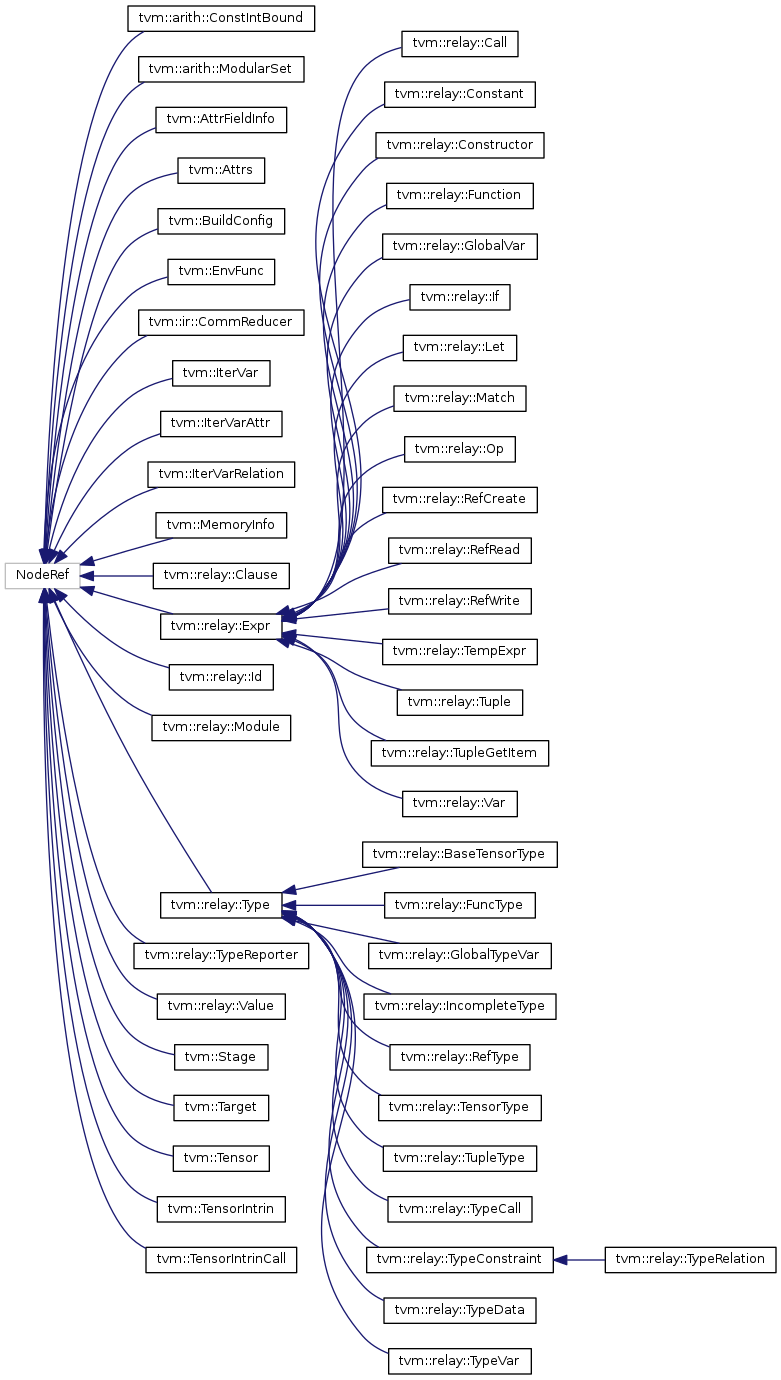 tvm::arith::ConstIntBound
tvm::relay::Call
tvm::arith::ModularSet
tvm::relay::Constant
tvm::AttrFieldInfo
tvm::relay::Constructor
tvm::Attrs
tvm::relay::Function
tvm::BuildConfig
tvm::relay::GlobalVar
tvm::EnvFunc
tvm::relay::If
tvm::ir::CommReducer
tvm::relay::Let
tvm::IterVar
tvm::relay::Match
tvm::IterVarAttr
tvm::relay::Op
tvm::IterVarRelation
tvm::relay::RefCreate
tvm::MemoryInfo
tvm::relay::RefRead
NodeRef
tvm::relay::Clause
tvm::relay::RefWrite
tvm::relay::Expr
tvm::relay::TempExpr
tvm::relay::Id
tvm::relay::Tuple
tvm::relay::Module
tvm::relay::TupleGetItem
tvm::relay::Var
tvm::relay::BaseTensorType
tvm::relay::Type
tvm::relay::FuncType
tvm::relay::TypeReporter
tvm::relay::GlobalTypeVar
tvm::relay::Value
tvm::relay::IncompleteType
tvm::Stage
tvm::relay::RefType
tvm::Target
tvm::relay::TensorType
tvm::Tensor
tvm::relay::TupleType
tvm::TensorIntrin
tvm::relay::TypeCall
tvm::TensorIntrinCall
tvm::relay::TypeConstraint
tvm::relay::TypeRelation
tvm::relay::TypeData
tvm::relay::TypeVar